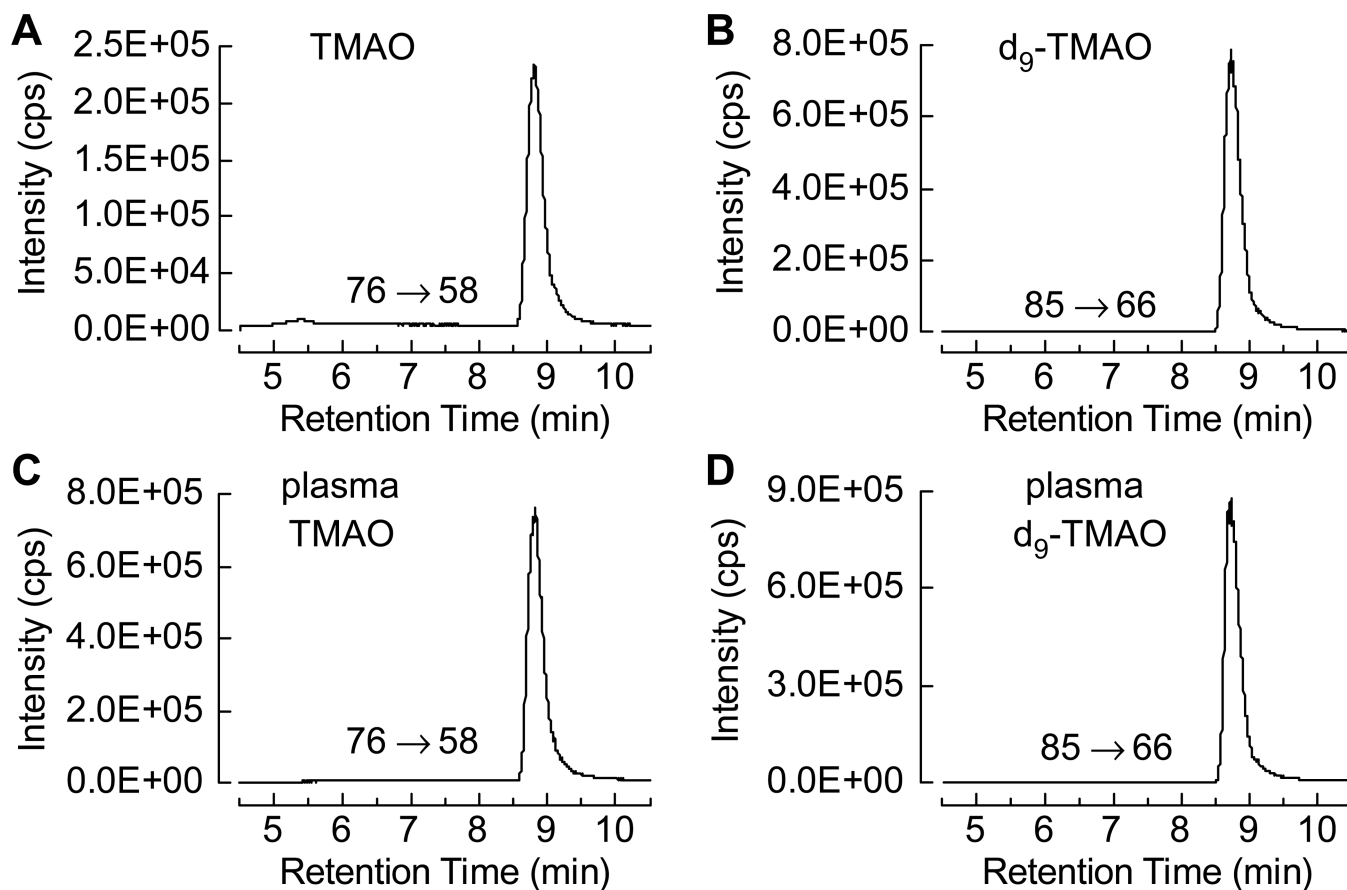 A
TMAO
Intensity (cps)
2.5E+05
2.0E+05
1.5E+05
1.0E+05
5.0E+04
0.0E+00
76 → 58
5 6 7 8 9 10
Retention Time (min)
B
d9-TMAO
Intensity (cps)
8.0E+05
6.0E+05
4.0E+05
2.0E+05
0.0E+00
85 → 66
5 6 7 8 9 10
Retention Time (min)
C
plasma
TMAO
Intensity (cps)
8.0E+05
6.0E+05
4.0E+05
2.0E+05
0.0E+00
76 → 58
5 6 7 8 9 10
Retention Time (min)
D
plasma
d9-TMAO
Intensity (cps)
9.0E+05
6.0E+05
3.0E+05
0.0E+00
85 → 66
5 6 7 8 9 10
Retention Time (min)